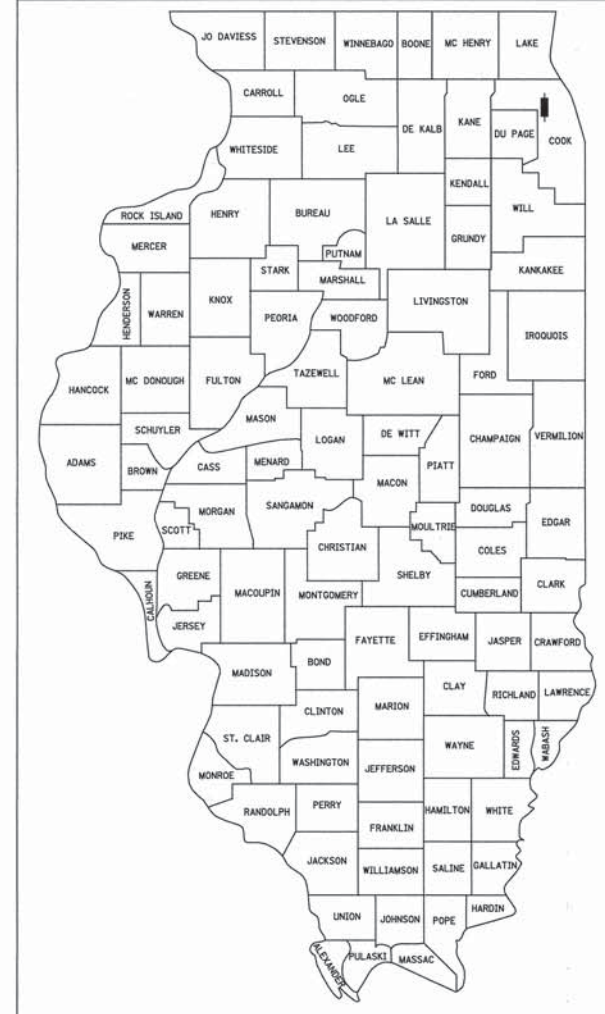 JO DAVIESS
STEVENSON
WINNEBAGO
BOONE
MC HENRY
LAKE
CARROLL
OGLE
DE KALB
KANE
DU PAGE
COOK
WHITESIDE
LEE
KENDALL
ROCK ISLAND
HENRY
BUREAU
LA SALLE
WILL
GRUNDY
MERCER
PUTNAM
STARK
MARSHALL
KANKAKEE
HENDERSON
WARREN
KNOX
PEORIA
WOODFORD
LIVINGSTON
IROQUOIS
HANCOCK
MC DONOUGH
FULTON
TAZEWELL
MC LEAN
FORD
MASON
SCHUYLER
LOGAN
DE WITT
CHAMPAIGN
VERMILION
ADAMS
BROWN
CASS
MENARD
PIATT
MACON
PIKE
SCOTT
MORGAN
SANGAMON
DOUGLAS
EDGAR
MOULTRIE
CHRISTIAN
COLES
CALHOUN
GREENE
MACOUPIN
MONTGOMERY
SHELBY
CUMBERLAND
CLARK
JERSEY
FAYETTE
EFFINGHAM
JASPER
CRAWFORD
MADISON
BOND
CLAY
RICHLAND
LAWRENCE
CLINTON
MARION
ST. CLAIR
WAYNE
EDWARDS
WABASH
MONROE
WASHINGTON
JEFFERSON
RANDOLPH
PERRY
HAMILTON
WHITE
FRANKLIN
JACKSON
WILLIAMSON
SALINE
GALLATIN
UNION
JOHNSON
POPE
HARDIN
ALEXANDER
PULASKI
MASSAC